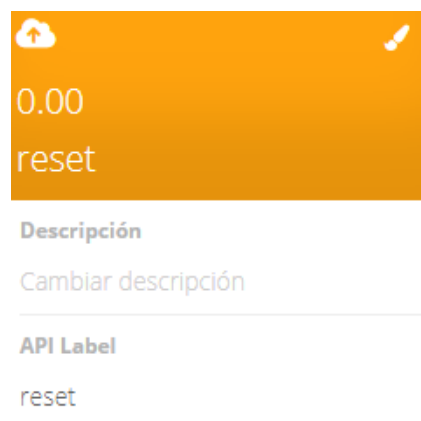 0.00
reset
Descripción
Cambiar descripción
API Label
reset